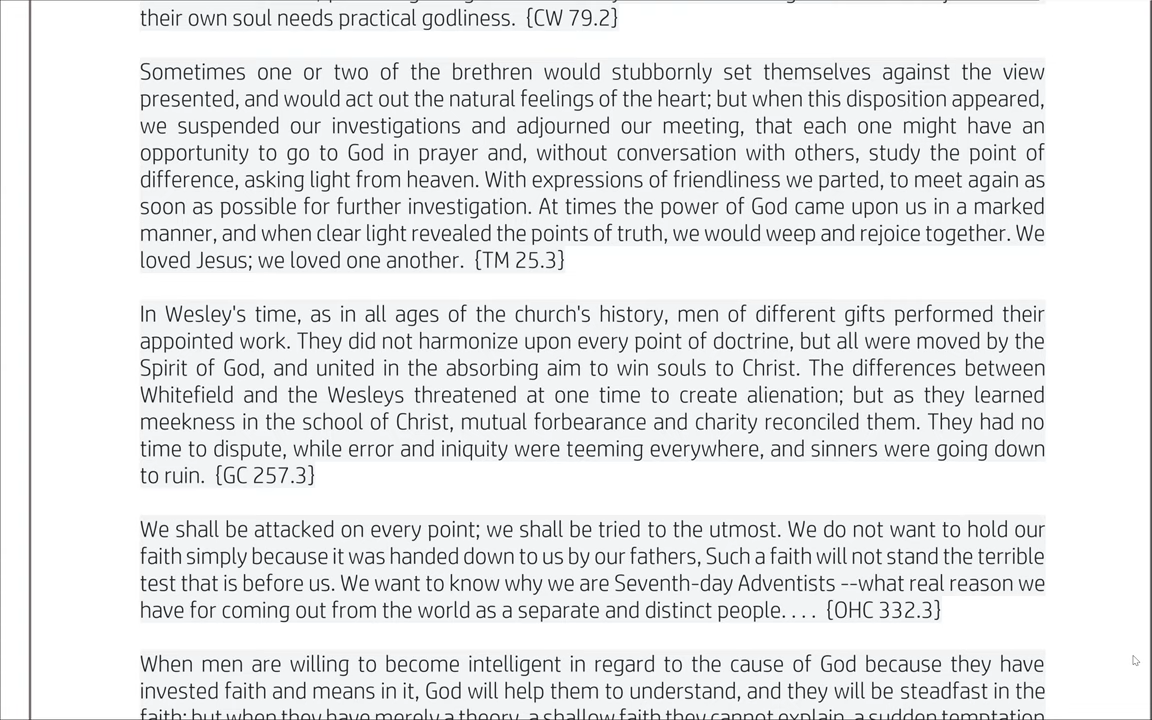 their own soul needs practical godliness. {CW 79.2}
Sometimes one or two of the brethren would stubbornly set themselves against the view
presented, and would act out the natural feelings of the heart; but when this disposition appeared,
we suspended our investigations and adjourned our meeting, that each one might have an
opportunity to go to God in prayer and, without conversation with others, study the point of
difference, asking light from heaven. With expressions of friendliness we parted, to meet again as
soon as possible for further investigation. At times the power of God came upon us in a marked
manner, and when clear light revealed the points of truth, we would weep and rejoice together. We
loved Jesus; we loved one another. {TM 25.3}
In Wesley's time, as in all ages of the church's history, men of different gifts performed their
appointed work. They did not harmonize upon every point of doctrine, but all were moved by the
Spirit of God, and united in the absorbing aim to win souls to Christ. The differences between
Whitefield and the Wesleys threatened at one time to create alienation; but as they learned
meekness in the school of Christ, mutual forbearance and charity reconciled them. They had no
time to dispute, while error and iniquity were teeming everywhere, and sinners were going down
to ruin. {GC 257.3}
We shall be attacked on every point; we shall be tried to the utmost. We do not want to hold our
faith simply because it was handed down to us by our fathers, Such a faith will not stand the terrible
test that is before us. We want to know why we are Seventh-day Adventists --what real reason we
have for coming out from the world as a separate and distinct people. . . . {OHC 332.3}
When men are willing to become intelligent in regard to the cause of God because they have
invested faith and means in it, God will help them to understand, and they will be steadfast in the
faith; but when they have merely a theory, a shallow faith they cannot explain, a sudden temptation